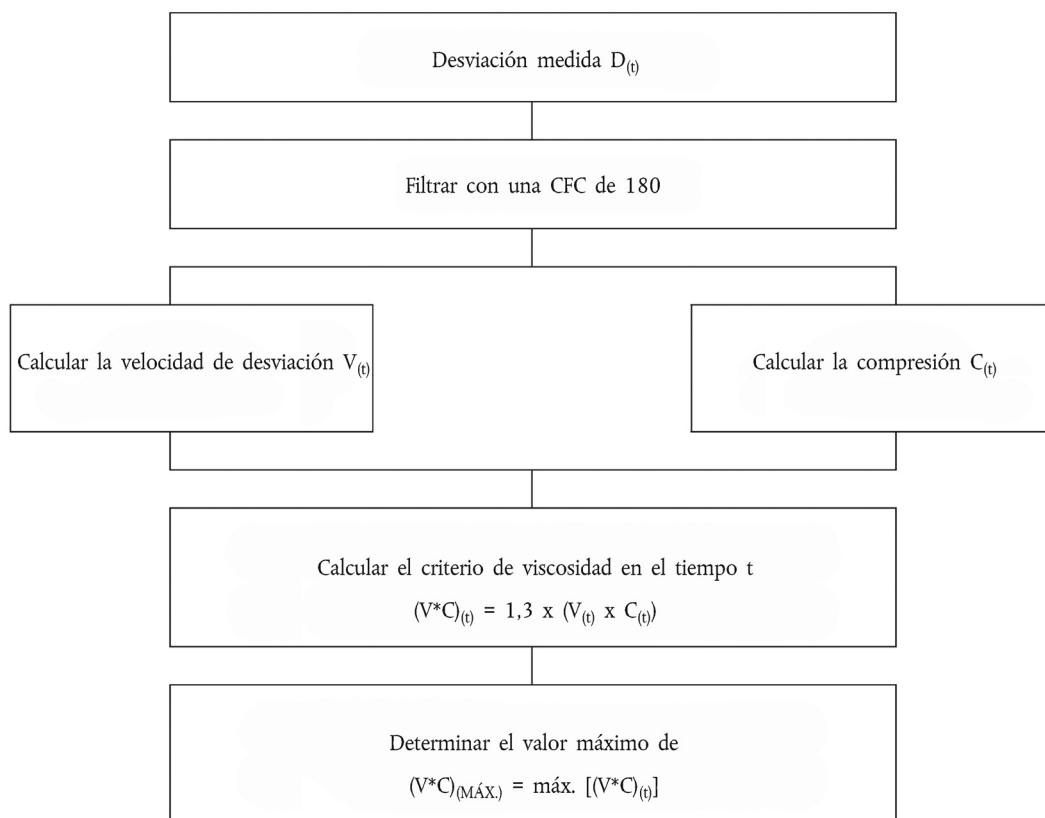 Desviación medida D(t)
Filtrar con una CFC de 180
Calcular la velocidad de desviación V(t)
Calcular la compresión C(t)
Calcular el criterio de viscosidad en el tiempo t
(V*C)(t) = 1,3 x (V(t) x C(t))
Determinar el valor máximo de
(V*C)(MÁX.) = máx. [(V*C)(t)]